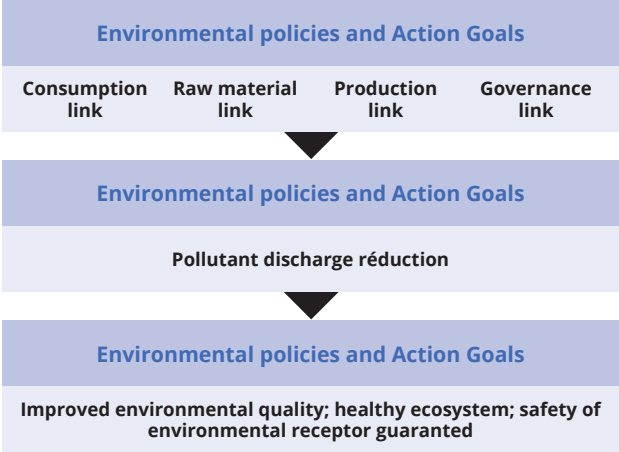 Environmental policies and Action Goals
Consumption link
Raw material link
Production link
Governance link
Environmental policies and Action Goals
Pollutant discharge réduction
Environmental policies and Action Goals
Improved environmental quality; healthy ecosystem; safety of
environmental receptor guaranted